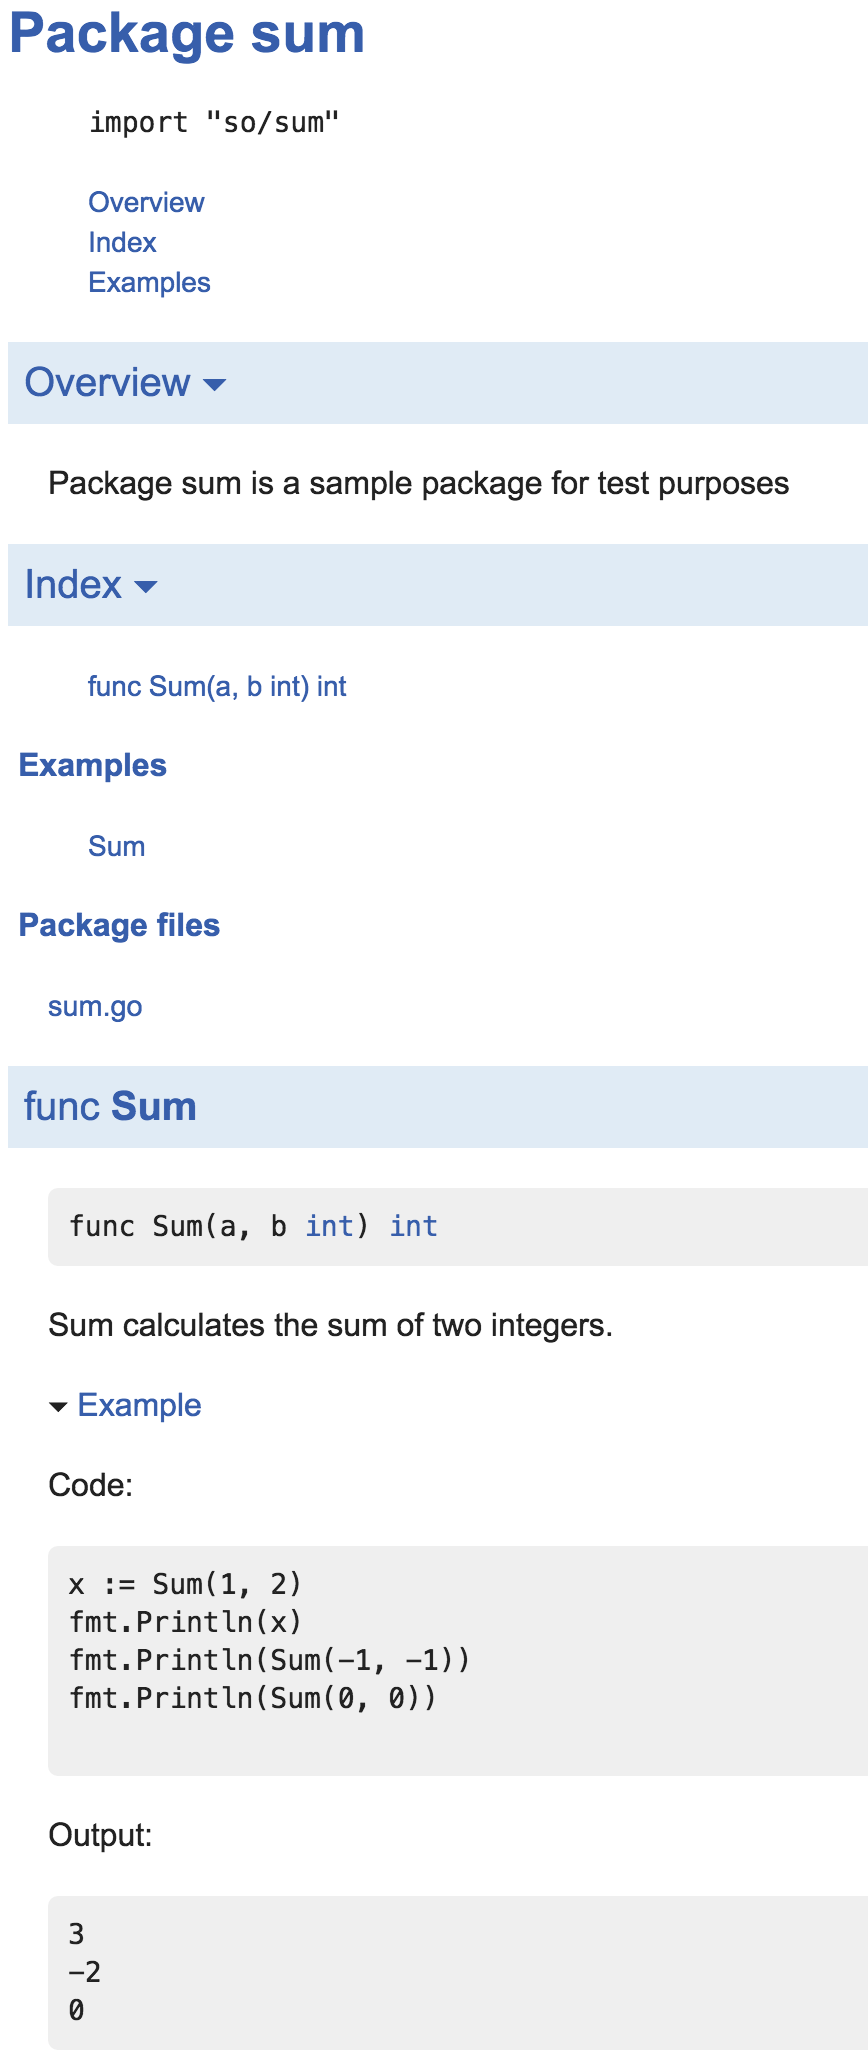 Package sum
import "so/sum"
Overview
Index
Examples
Overview
Package sum is a sample package for test purposes
Index
func Sum(a, b int) int
Examples
Sum
Package files
sum.go
func Sum
func Sum(a, b int) int
Sum calculates the sum of two integers.
Example
Code:
x := Sum(1, 2)
fmt.Println(x)
fmt.Println(Sum(-1, -1))
fmt.Println(Sum(0, 0))
Output:
3
-2
0